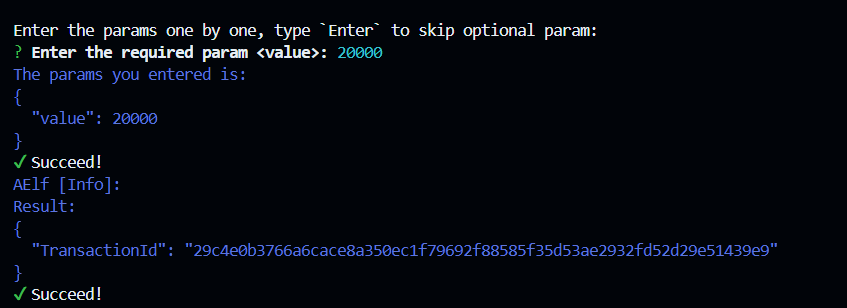 Enter the params one by one, type `Enter` to skip optional param:
? Enter the required param <value>: 20000
The params you entered is:
{
  "value": 20000
}
✔ Succeed!
AElf [Info]:
Result:
{
  "TransactionId": "29c4e0b3766a6cace8a350ec1f79692f88585f35d53ae2932fd52d29e51439e9"
}
✔ Succeed!